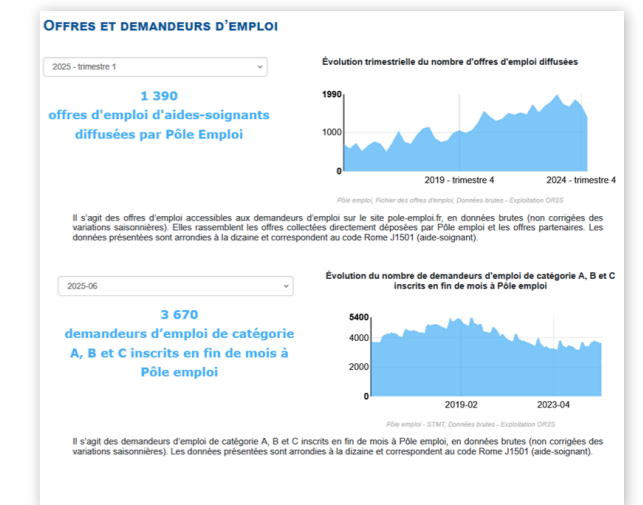 OFFRES ET DEMANDEURS D'EMPLOI
2025 - trimestre 1
1 390
offres d'emploi d'aides-soignants
diffusées par Pôle Emploi
Évolution trimestrielle du nombre d'offres d'emploi diffusées
1990
1000
0
2019 - trimestre 4
2024 - trimestre 4
Pôle emploi, Fichier des offres d'emploi, Données brutes - Exploitation OR2S
Il s'agit des offres d'emploi accessibles aux demandeurs d'emploi sur le site pole-emploi.fr, en données brutes (non corrigées des
variations saisonnières). Elles rassemblent les offres collectées directement déposées par Pôle emploi et les offres partenaires. Les
données présentées sont arrondies à la dizaine et correspondent au code Rome J1501 (aide-soignant).
2025-06
3 670
demandeurs d'emploi de catégorie
A, B et C inscrits en fin de mois à
Pôle emploi
Évolution du nombre de demandeurs d'emploi de catégorie A, B et C
inscrits en fin de mois à Pôle emploi
5400
4000
2000
0
2019-02
2023-04
Pôle emploi - STMT, Données brutes - Exploitation OR2S
Il s'agit des demandeurs d'emploi de catégorie A, B et C inscrits en fin de mois à Pôle emploi, en données brutes (non corrigées des
variations saisonnières). Les données présentées sont arrondies à la dizaine et correspondent au code Rome J1501 (aide-soignant).